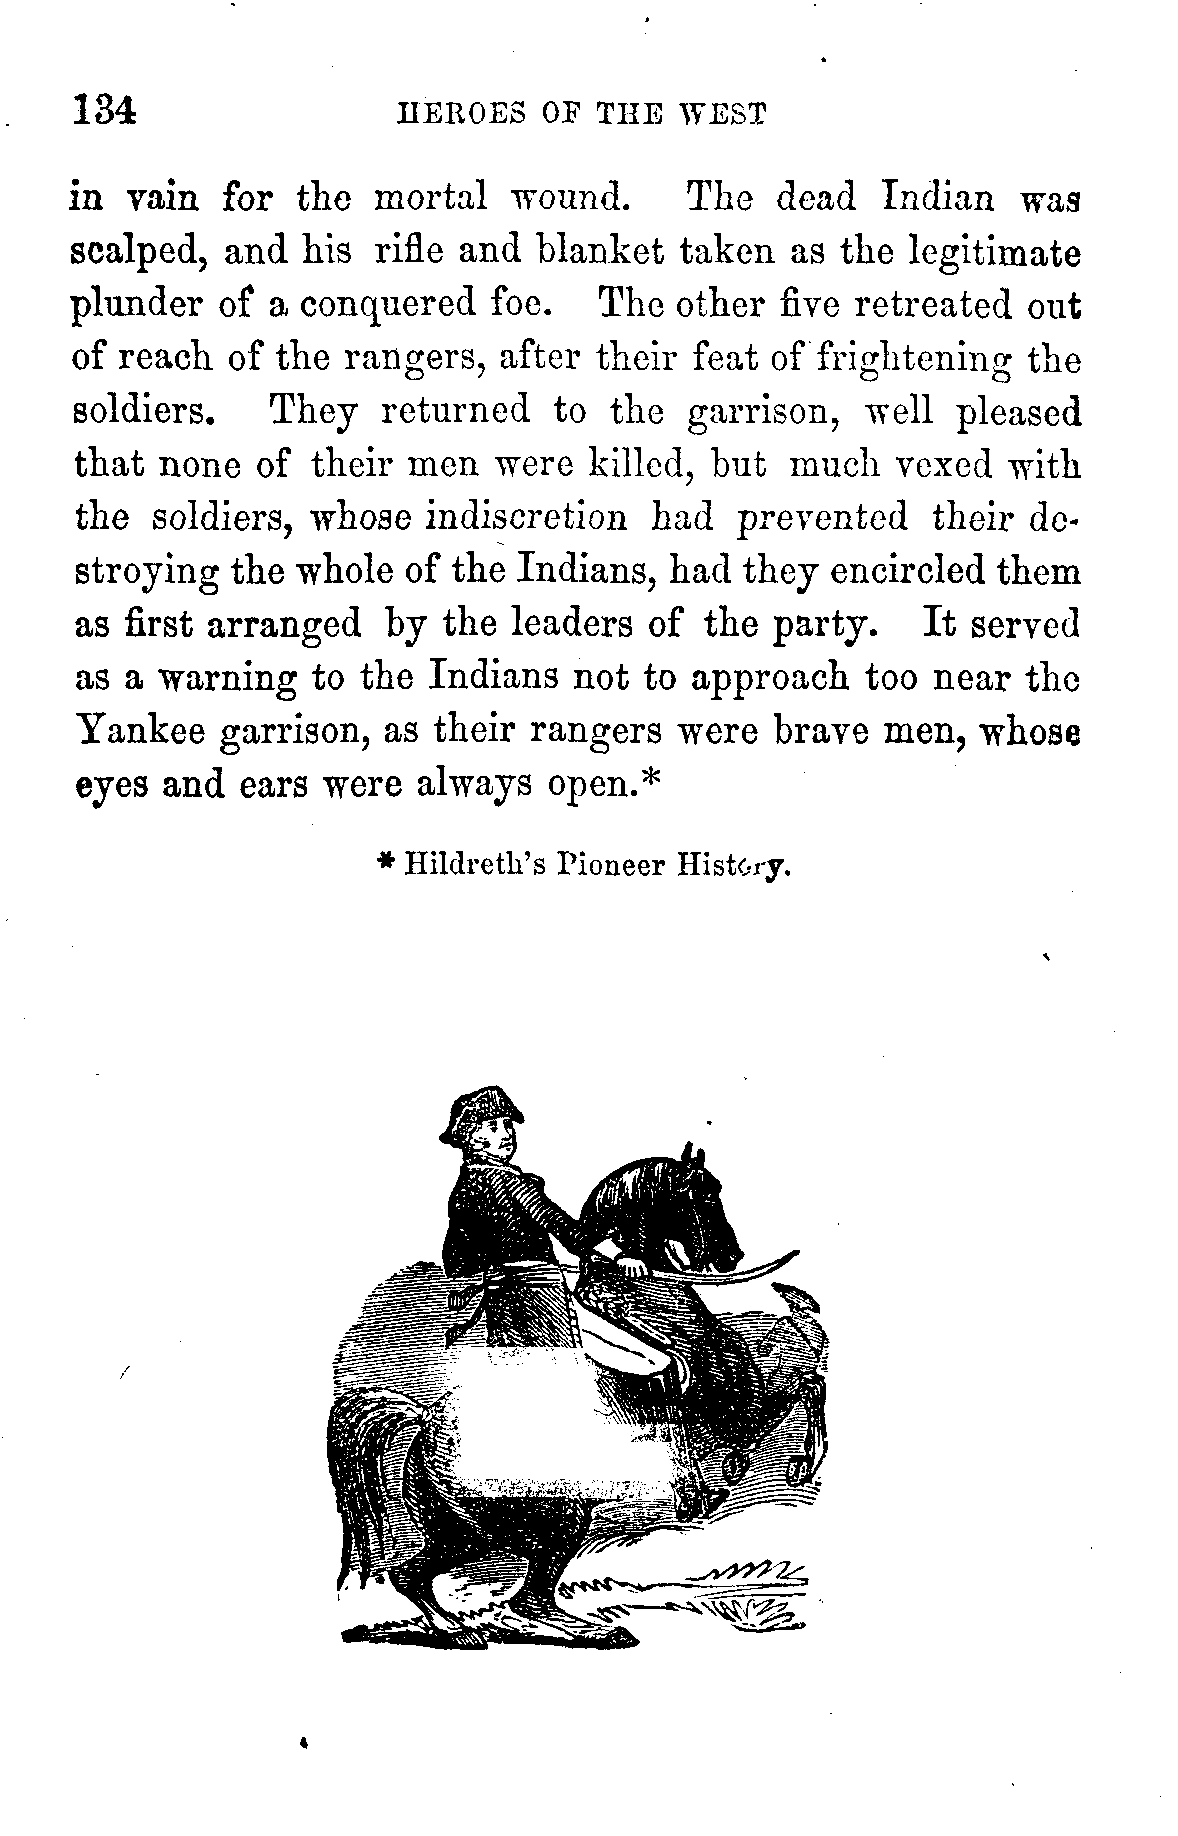 134 HEROES OF THE WEST
in vain for the mortal wound. The dead Indian was
scalped, and his rifle and blanket taken as the legitimate
plunder of a conquered foe. The other five retreated out
of reach of the rangers, after their feat of frightening the
soldiers. They returned to the garrison, well pleased
that none of their men were killed, but much vexed with
the soldiers, whose indiscretion had prevented their de-
stroying the whole of the Indians, had they encircled them
as first arranged by the leaders of the party. It served
as a warning to the Indians not to approach too near the
Yankee garrison, as their rangers were brave men, whose
eyes and ears were always open.*
* Hildreth's Pioneer History.